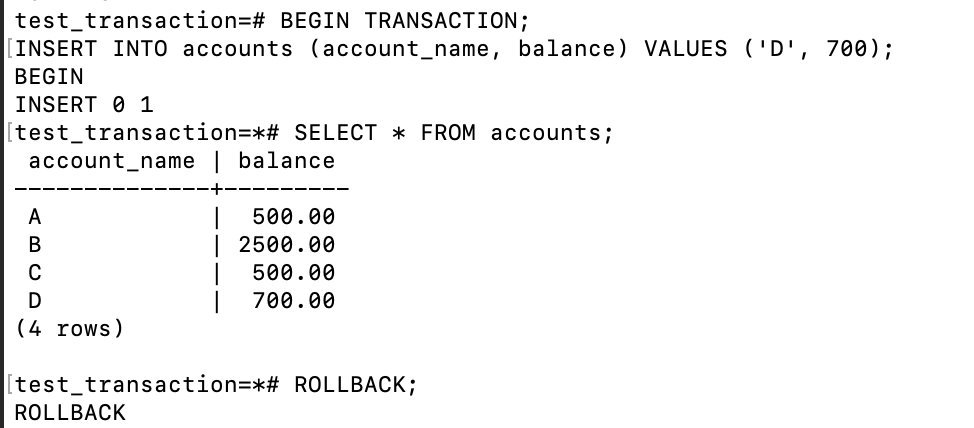 test_transaction=# BEGIN TRANSACTION;
[INSERT INTO accounts (account_name, balance) VALUES ('D', 700);
BEGIN
INSERT 0 1
[test_transaction=*# SELECT * FROM accounts;
 account_name | balance
--------------+---------
 A            |  500.00
 B            | 2500.00
 C            |  500.00
 D            |  700.00
(4 rows)
[test_transaction=*# ROLLBACK;
ROLLBACK